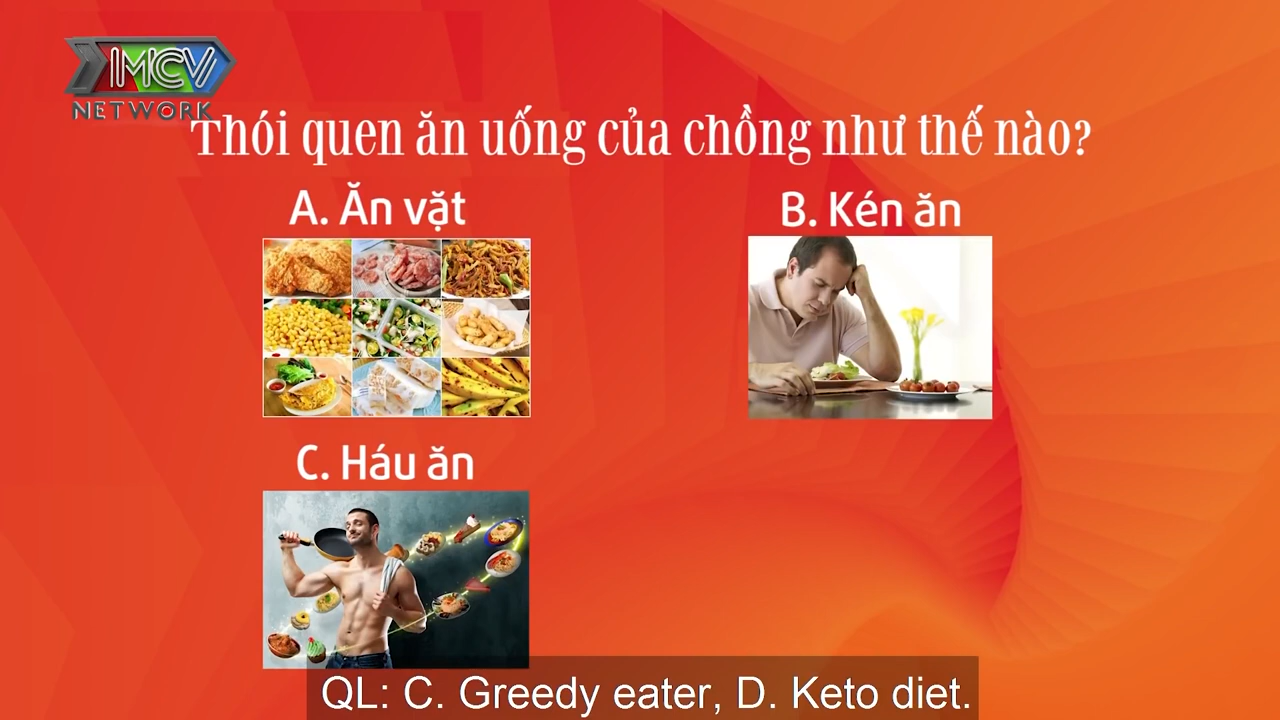 MCV
NETWORK
Thói quen ăn uống của chồng như thế nào?
A. Ăn vặt
B. Kén ăn
C. Háu ăn
QL: C. Greedy eater, D. Keto diet.